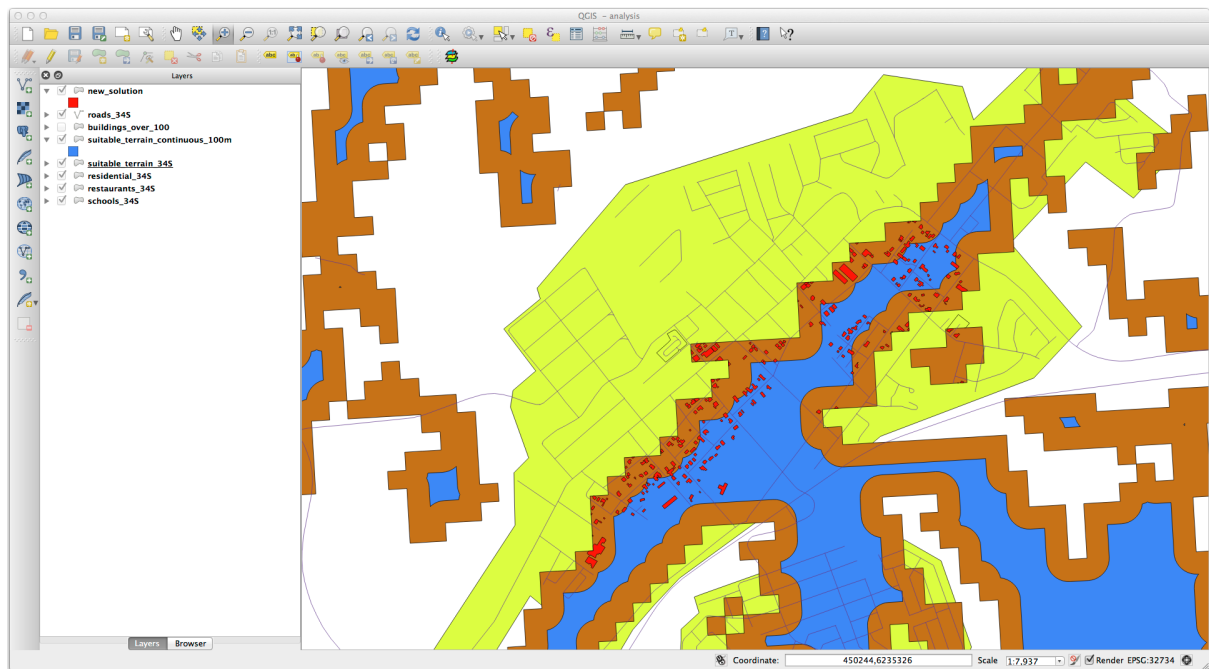 QGIS - analysis
abc
Layers
new_solution
roads_34S
buildings_over_100
suitable_terrain_continuous_100m
suitable_terrain_34S
residential_34S
restaurants_34S
schools_34S
Layers
Browser
Coordinate:
450244,6235326
Scale
1:7,937
Render
EPSG:32734